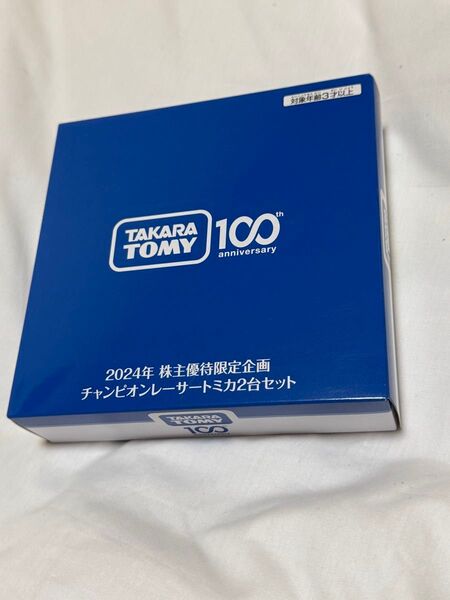 対象年齢3才以上
TAKARA
TOMY
100th
anniversary
2024年 株主優待限定企画
チャンピオンレーサートミカ2台セット
TAKARA
TOMY
100